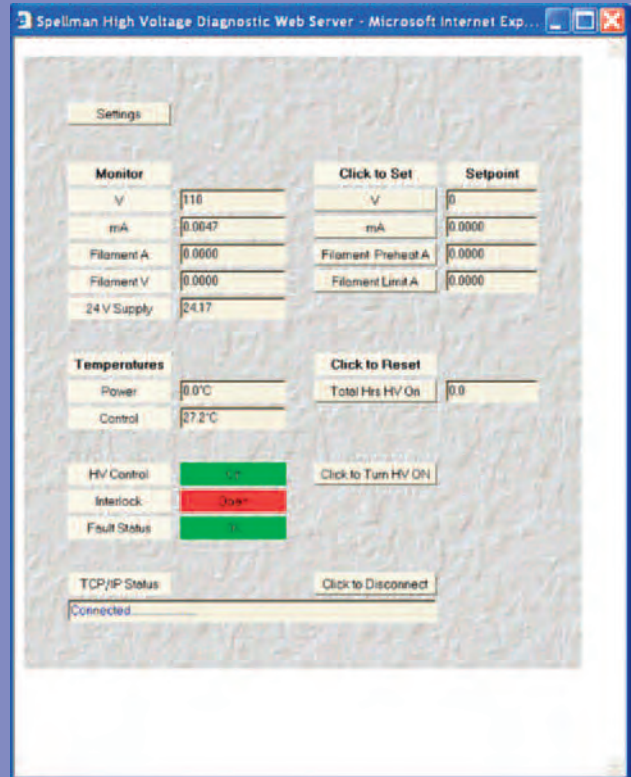 Spellman High Voltage Diagnostic Web Server - Microsoft Internet Exp...
Settings
Monitor Click to Set Setpoint
V 116 V 0
mA 0.0047 mA 0.0000
Filament A 0.0000 Filament Preheat A 0.0000
Filament V 0.0000 Filament Limit A 0.0000
24 V Supply 24.17
Temperatures Click to Reset
Power 0.0°C Total Hrs HV On 0.0
Control 27.2°C
HV Control Off Click to Turn HV ON
Interlock Open
Fault Status
TCP/IP Status Click to Disconnect
Connected....................